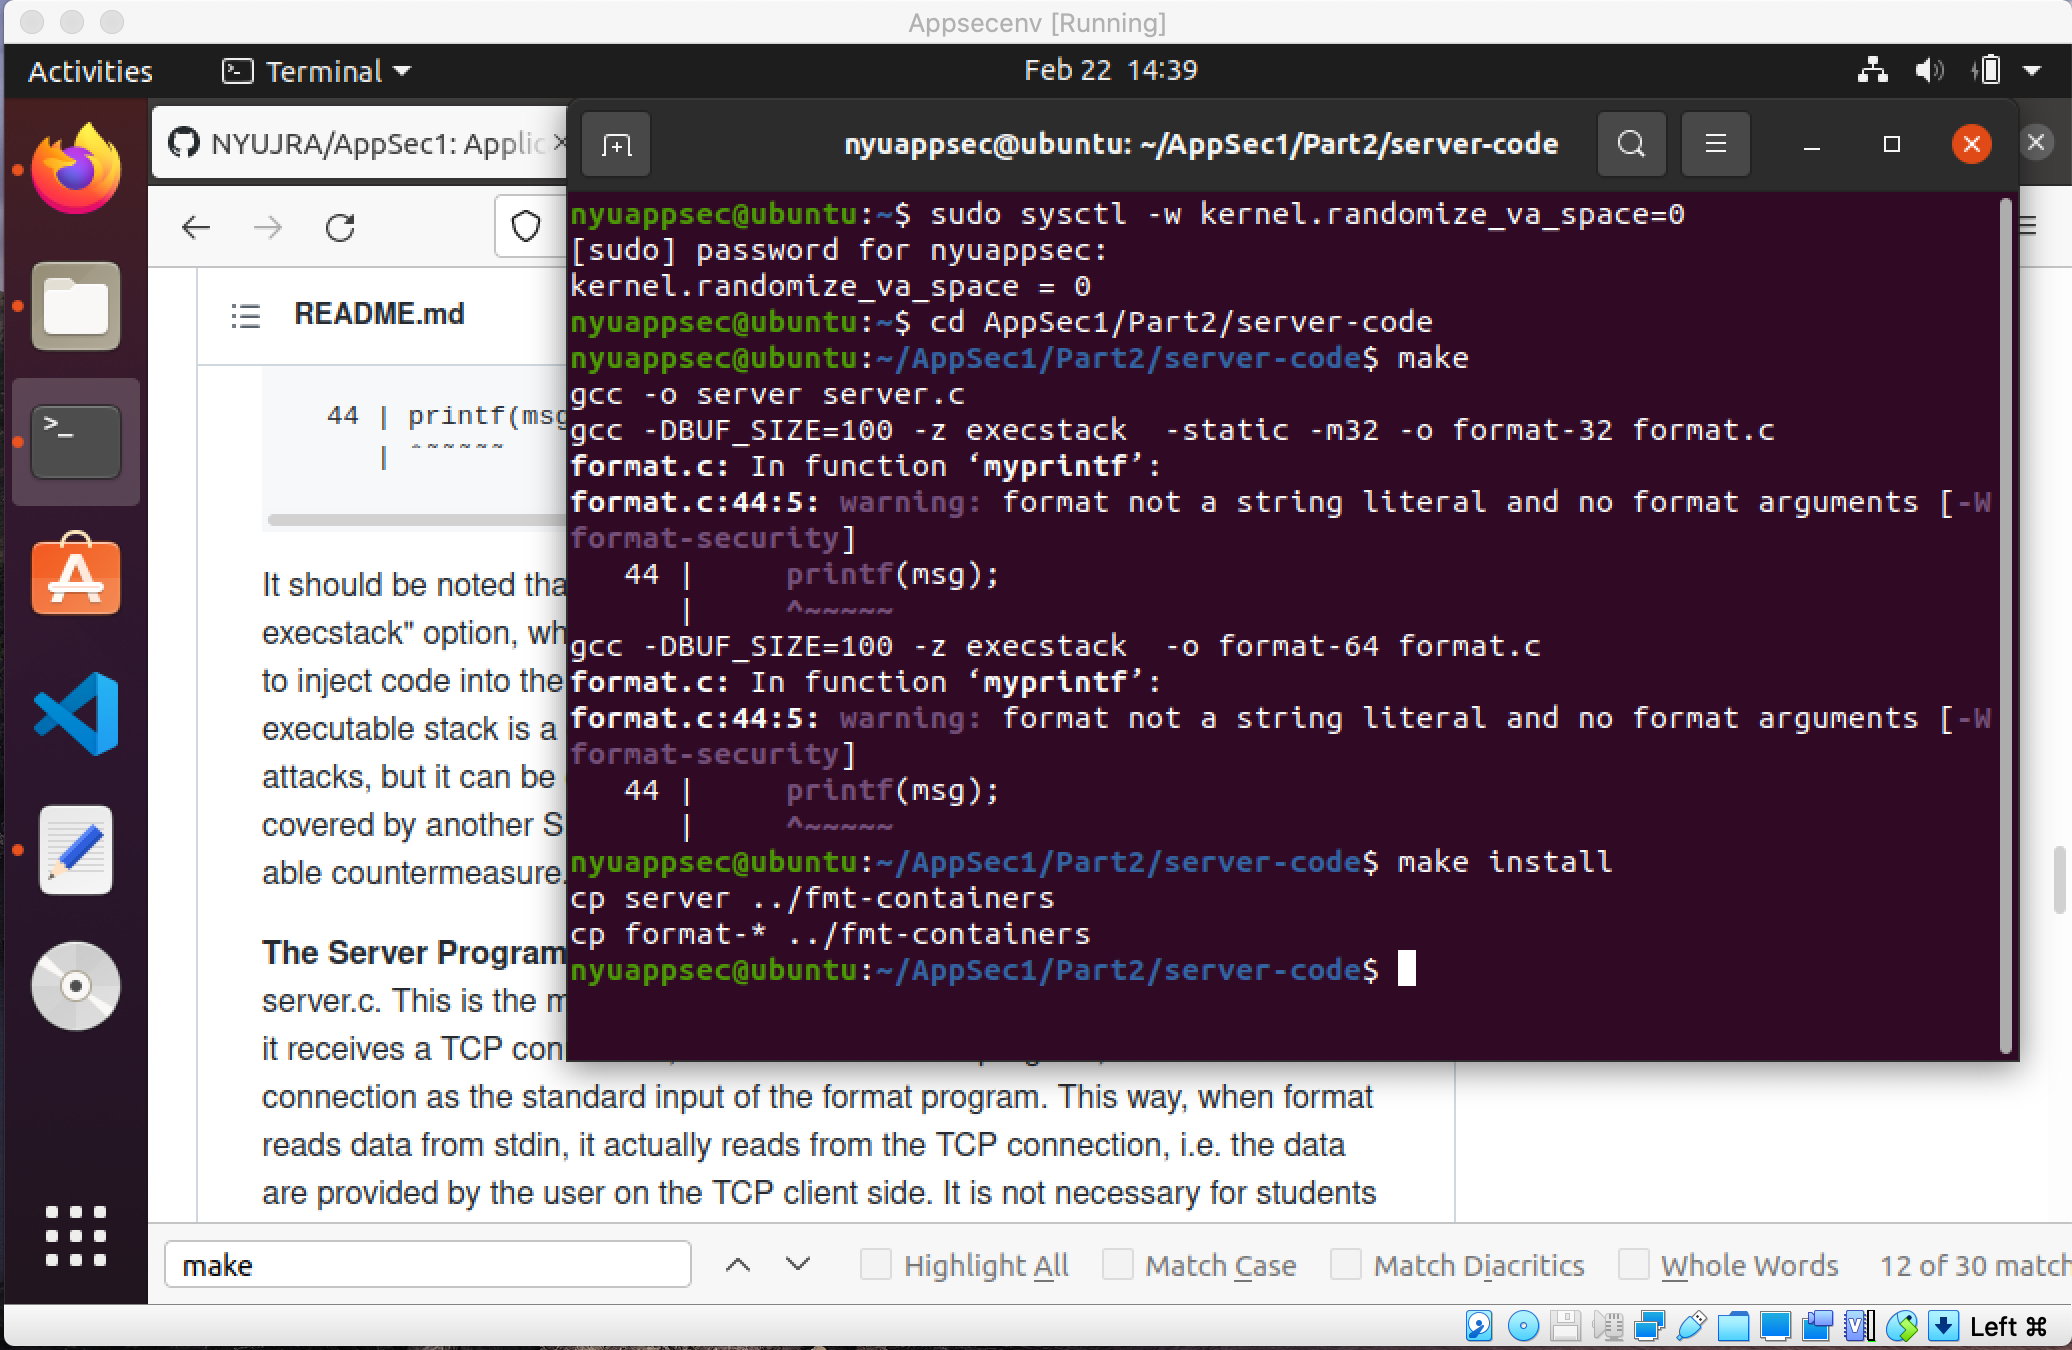 Appsecenv [Running]
Activities
Terminal
Feb 22 14:39
NYUJRA/AppSec1: Applic
nyuappsec@ubuntu: ~/AppSec1/Part2/server-code
README.md
44 | printf(msg
| ^~~~~~
It should be noted tha
execstack" option, wh
to inject code into the
executable stack is a
attacks, but it can be
covered by another S
able countermeasure.
The Server Program
server.c. This is the m
it receives a TCP con
connection as the standard input of the format program. This way, when format
reads data from stdin, it actually reads from the TCP connection, i.e. the data
are provided by the user on the TCP client side. It is not necessary for students
nyuappsec@ubuntu:~$ sudo sysctl -w kernel.randomize_va_space=0
[sudo] password for nyuappsec:
kernel.randomize_va_space = 0
nyuappsec@ubuntu:~$ cd AppSec1/Part2/server-code
nyuappsec@ubuntu:~/AppSec1/Part2/server-code$ make
gcc -o server server.c
gcc -DBUF_SIZE=100 -z execstack  -static -m32 -o format-32 format.c
format.c: In function ‘myprintf’:
format.c:44:5: warning: format not a string literal and no format arguments [-W
format-security]
44 |     printf(msg);
|     ^~~~~~
gcc -DBUF_SIZE=100 -z execstack  -o format-64 format.c
format.c: In function ‘myprintf’:
format.c:44:5: warning: format not a string literal and no format arguments [-W
format-security]
44 |     printf(msg);
|     ^~~~~~
nyuappsec@ubuntu:~/AppSec1/Part2/server-code$ make install
cp server ../fmt-containers
cp format-* ../fmt-containers
nyuappsec@ubuntu:~/AppSec1/Part2/server-code$
make
Highlight All
Match Case
Match Diacritics
Whole Words
12 of 30 match
Left ⌘